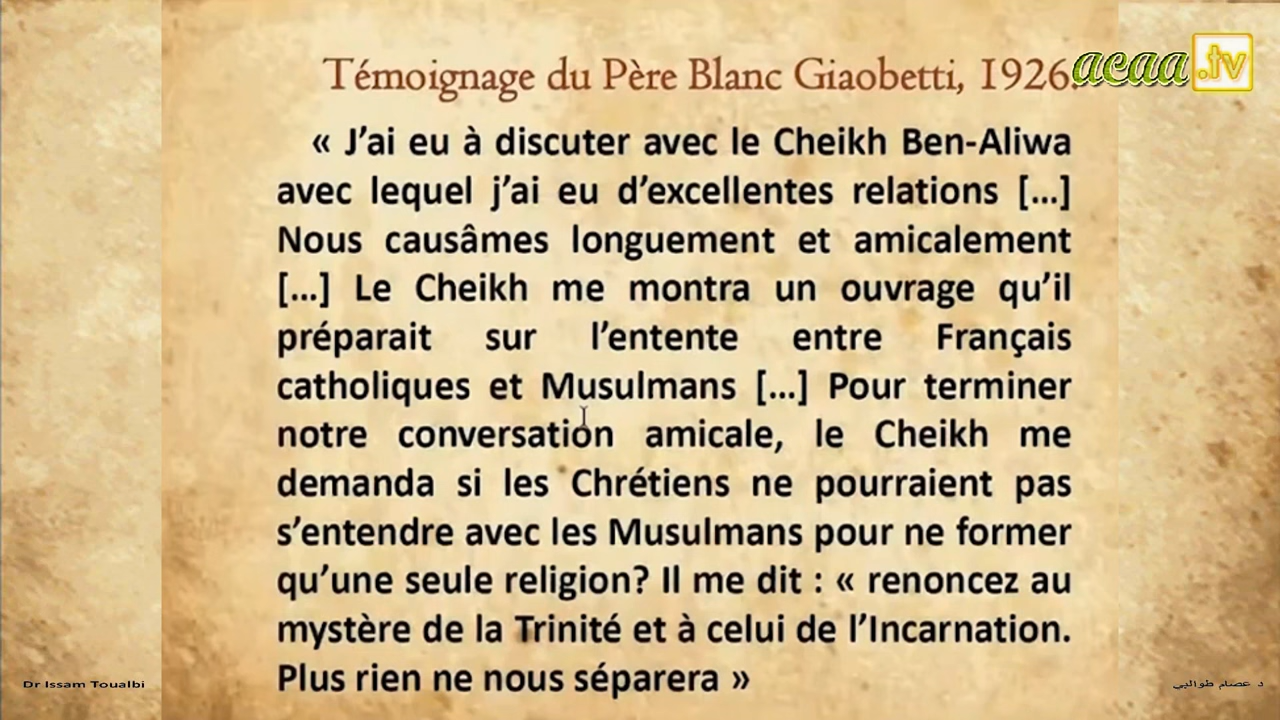 Témoignage du Père Blanc Giaobetti, 1926.
acaa.tv
« J’ai eu à discuter avec le Cheikh Ben-Aliwa
avec lequel j’ai eu d’excellentes relations [...]
Nous causâmes longuement et amicalement
[...] Le Cheikh me montra un ouvrage qu’il
préparait sur l’entente entre Français
catholiques et Musulmans [...] Pour terminer
notre conversation amicale, le Cheikh me
demanda si les Chrétiens ne pourraient pas
s’entendre avec les Musulmans pour ne former
qu’une seule religion? Il me dit : « renoncez au
mystère de la Trinité et à celui de l’Incarnation.
Plus rien ne nous séparera »
Dr Issam Toualbi
د عصام طوالبي